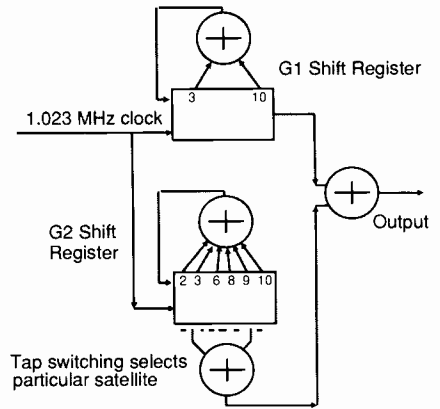 G1 Shift Register
3 10
1.023 MHz clock
G2 Shift
Register
Output
2 3 6 8 9 10
Tap switching selects
particular satellite